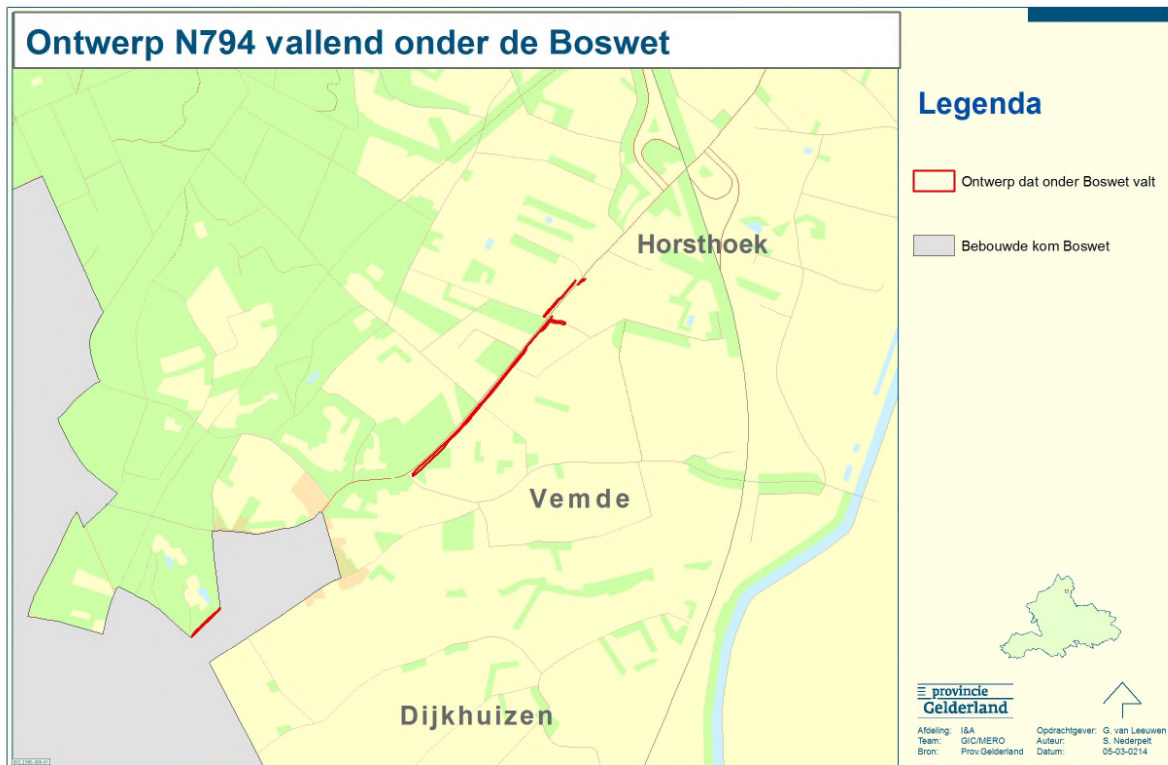 Ontwerp N794 vallend onder de Boswet
Horsthoek
Vemde
Dijkhuizen
Legenda
Ontwerp dat onder Boswet valt
Bebouwde kom Boswet
provincie
Gelderland
Afdeling: I&A Opdrachtgever: G. van Leeuwen
Team: GIC/MERO Auteur: S. Nederpelt
Bron: Prov.Gelderland Datum: 05-03-0214